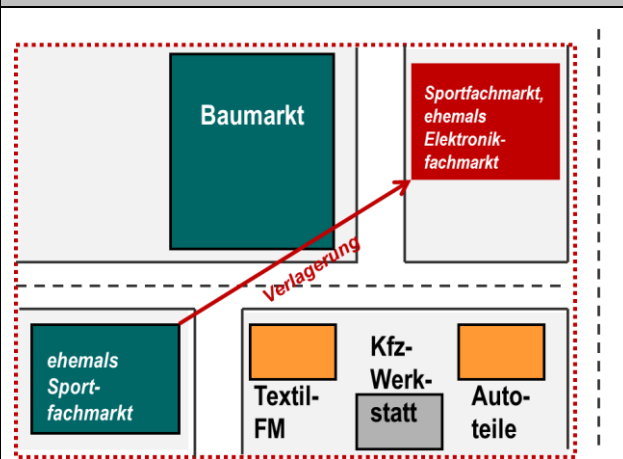 Baumarkt
Sportfachmarkt,
ehemals
Elektronik-
fachmarkt
Verlagerung
ehemals
Sport-
fachmarkt
Textil-
FM
Kfz-
Werk-
statt
Auto-
teile